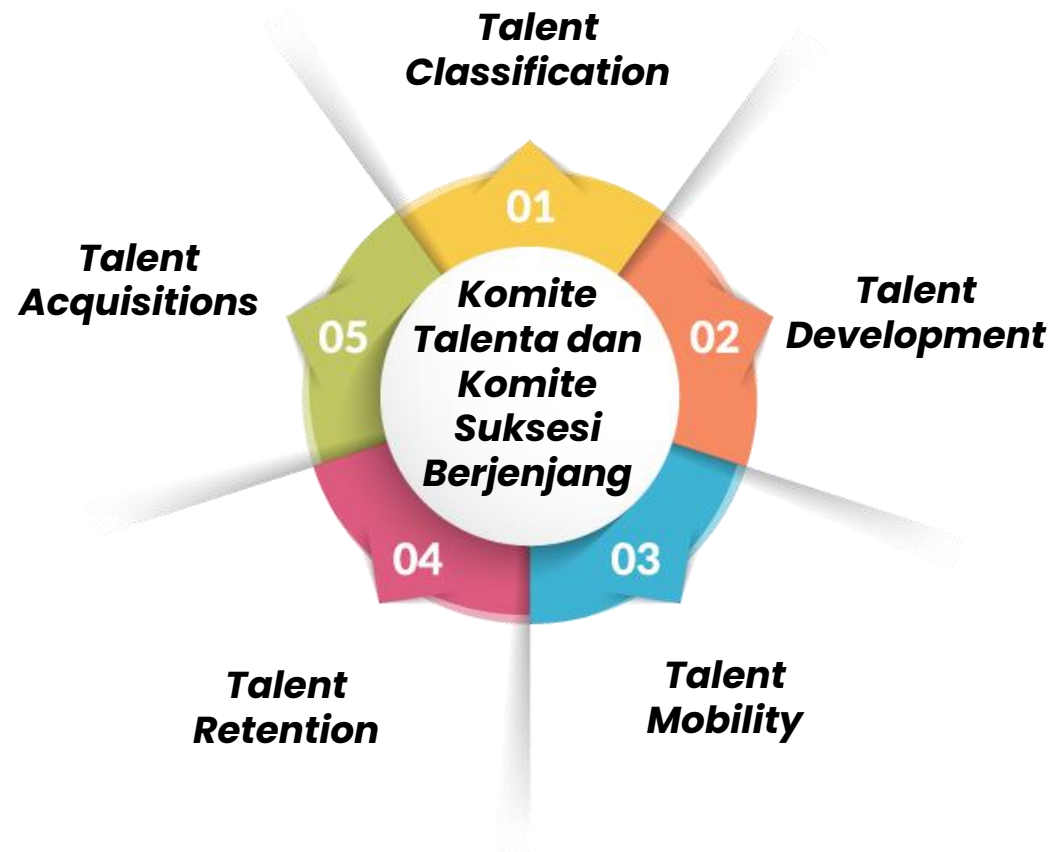 Talent
Classification
01
Talent
Development
02
Talent
Mobility
03
Talent
Retention
04
Talent
Acquisitions
05
Komite
Talenta dan
Komite
Suksesi
Berjenjang